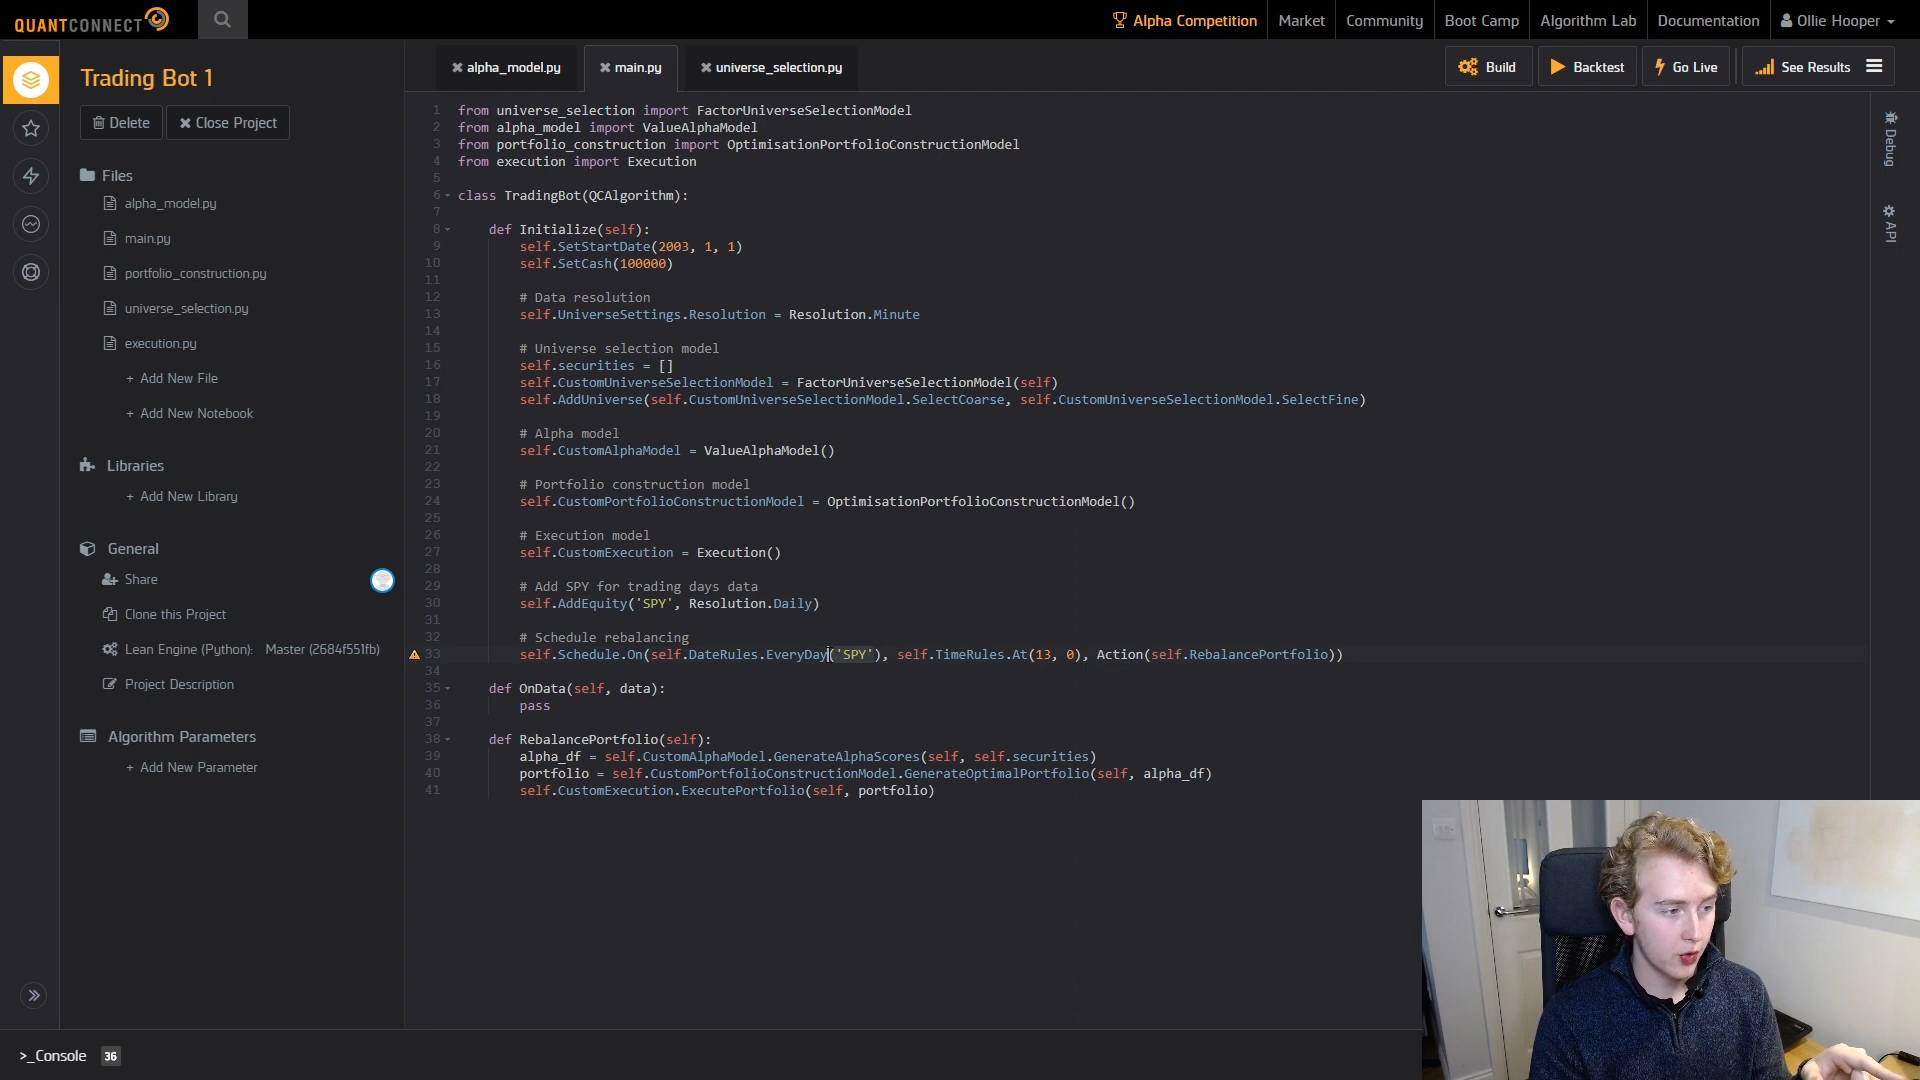 QUANTCONNECT
Alpha Competition
Market
Community
Boot Camp
Algorithm Lab
Documentation
Ollie Hooper
Trading Bot 1
Delete
Close Project
Files
alpha_model.py
main.py
portfolio_construction.py
universe_selection.py
execution.py
+ Add New File
+ Add New Notebook
Libraries
+ Add New Library
General
Share
Clone this Project
Lean Engine (Python): Master (2684f551fb)
Project Description
Algorithm Parameters
+ Add New Parameter
alpha_model.py
main.py
universe_selection.py
Build
Backtest
Go Live
See Results
1 from universe_selection import FactorUniverseSelectionModel
2 from alpha_model import ValueAlphaModel
3 from portfolio_construction import OptimisationPortfolioConstructionModel
4 from execution import Execution
5
6 class TradingBot(QCAlgorithm):
7
8 def Initialize(self):
9 self.SetStartDate(2003, 1, 1)
10 self.SetCash(100000)
11
12 # Data resolution
13 self.UniverseSettings.Resolution = Resolution.Minute
14
15 # Universe selection model
16 self.securities = []
17 self.CustomUniverseSelectionModel = FactorUniverseSelectionModel(self)
18 self.AddUniverse(self.CustomUniverseSelectionModel.SelectCoarse, self.CustomUniverseSelectionModel.SelectFine)
19
20 # Alpha model
21 self.CustomAlphaModel = ValueAlphaModel()
22
23 # Portfolio construction model
24 self.CustomPortfolioConstructionModel = OptimisationPortfolioConstructionModel()
25
26 # Execution model
27 self.CustomExecution = Execution()
28
29 # Add SPY for trading days data
30 self.AddEquity('SPY', Resolution.Daily)
31
32 # Schedule rebalancing
33 self.Schedule.On(self.DateRules.EveryDay('SPY'), self.TimeRules.At(13, 0), Action(self.RebalancePortfolio))
34
35 def OnData(self, data):
36 pass
37
38 def RebalancePortfolio(self):
39 alpha_df = self.CustomAlphaModel.GenerateAlphaScores(self, self.securities)
40 portfolio = self.CustomPortfolioConstructionModel.GenerateOptimalPortfolio(self, alpha_df)
41 self.CustomExecution.ExecutePortfolio(self, portfolio)
Debug
API
>_Console 36